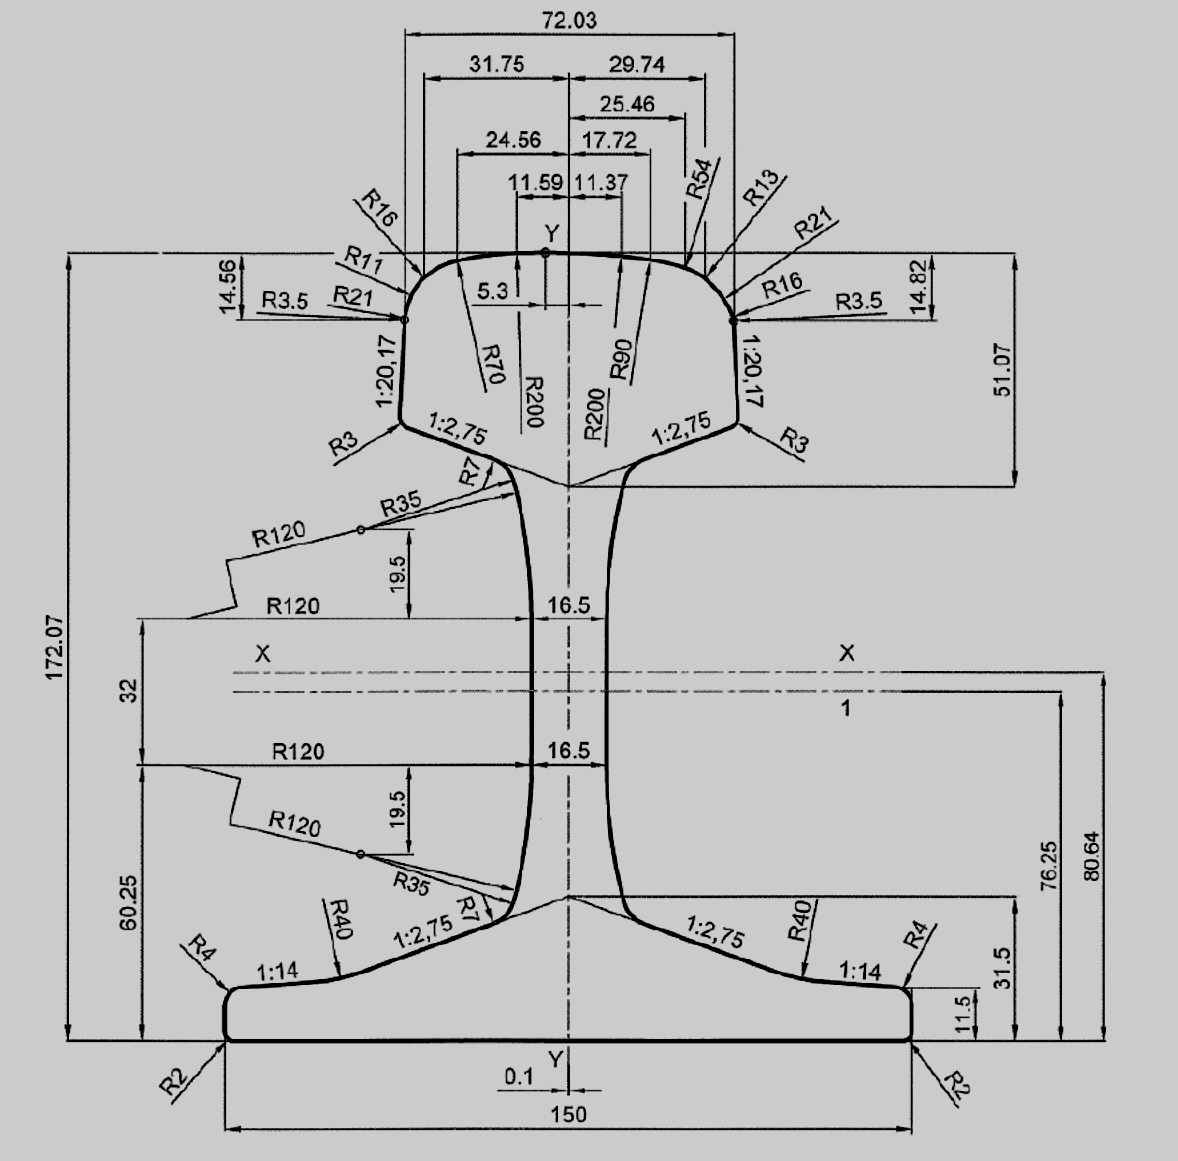 72.03
31.75 29.74
25.46
24.56 17.72
11.59 11.37
R54 R13
R16 R21
Y
R11
14.56 5.3 R16 14.82
R3.5 R21 R3.5
1:20,17 R70 R200 R200 R90 1:20,17 51.07
1:2,75 1:2,75
R3 R3
R7
R35
R120
19.5
R120 16.5
172.07
X X
32
1
R120 16.5
19.5
R120
R35
60.25 76.25 80.64
R40 R7 R40
1:2,75 1:2,75
R4 R4
1:14 1:14 31.5
11.5
R2 Y R2
0.1
150